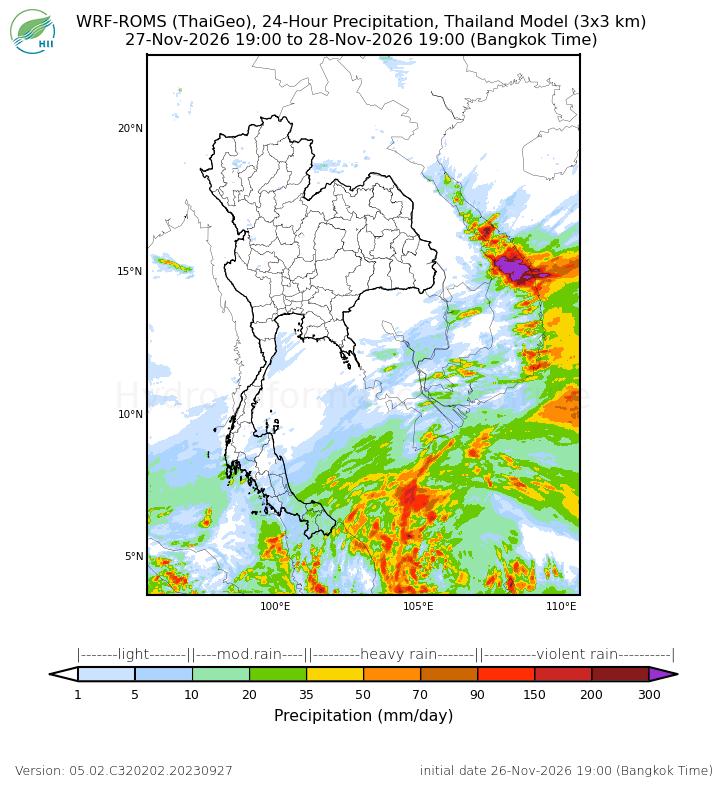 WRF-ROMS (ThaiGeo), 24-Hour Precipitation, Thailand Model (3x3 km)
27-Nov-2026 19:00 to 28-Nov-2026 19:00 (Bangkok Time)
HII
20°N
15°N
10°N
5°N
100°E 105°E 110°E
|-------light-------||----mod.rain----||---------heavy rain---------||----------violent rain----------|
1 5 10 20 35 50 70 90 150 200 300
Precipitation (mm/day)
Version: 05.02.C320202.20230927
initial date 26-Nov-2026 19:00 (Bangkok Time)